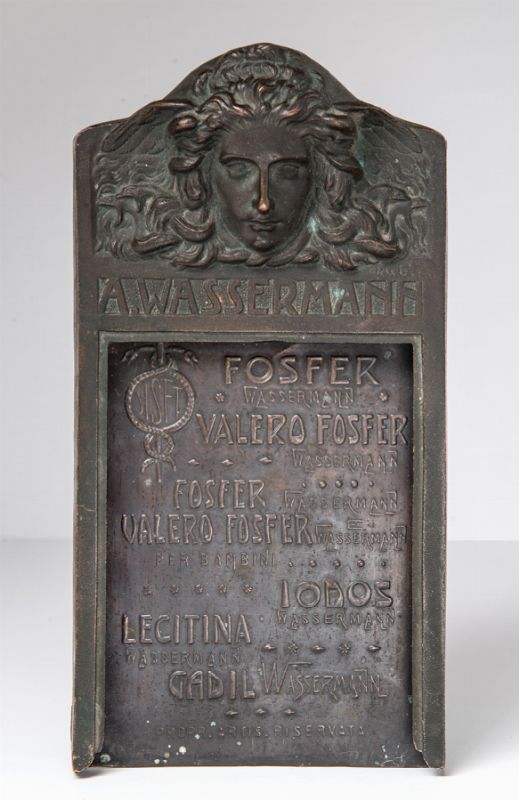 A. WASSERMANN
FOSFER
WASSERMANN
VALERO FOSFER
WASSERMANN
FOSFER WASSERMANN
VALERO FOSFER WASSERMANN
PER BAMBINI
IODOS
WASSERMANN
LECITINA
WASSERMANN
GADIL WASSERMANN
RISERVATA